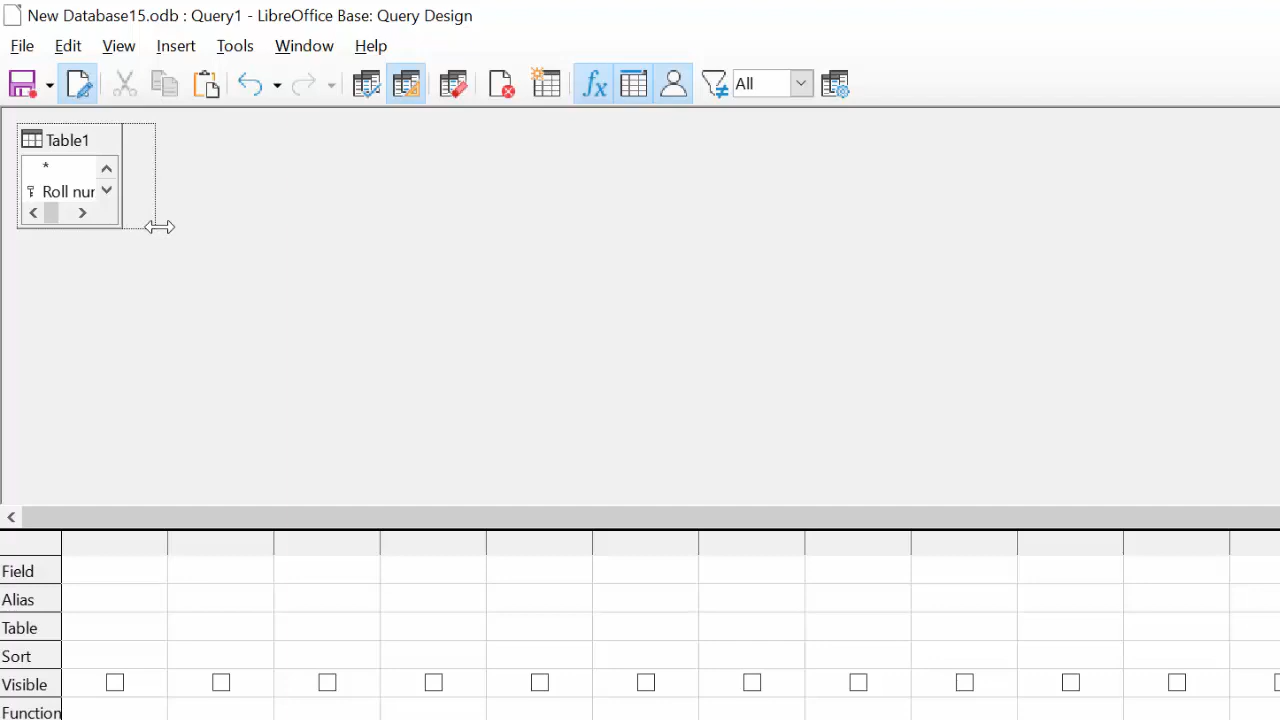 New Database15.odb : Query1 - LibreOffice Base: Query Design
File Edit View Insert Tools Window Help
fx All
Table1
*
Roll nur
Field
Alias
Table
Sort
Visible
Function